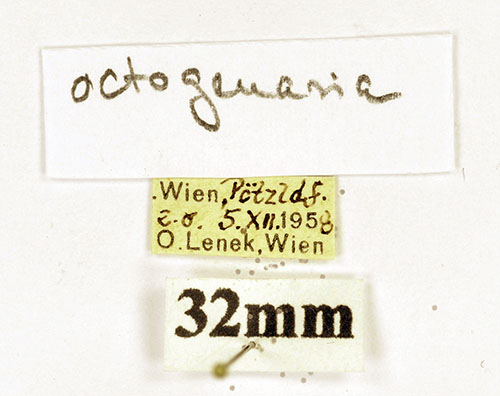 octogenaria
Wien, Pötzldf.
e.o. 5.XII.1958
O.Lenek, Wien
32mm